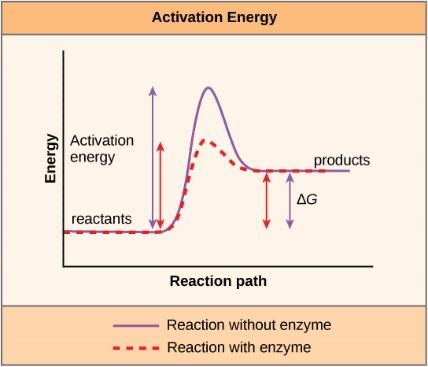 Activation Energy
Energy
Activation
energy
products
ΔG
reactants
Reaction path
Reaction without enzyme
Reaction with enzyme